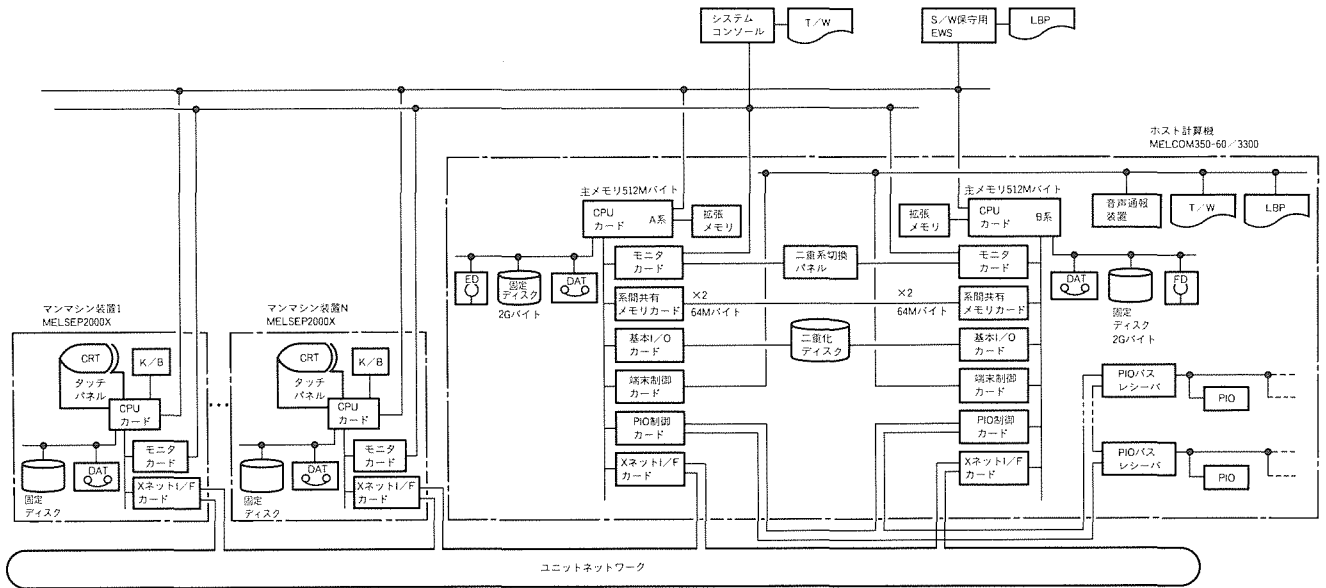 システム
コンソール
T/W
S/W保守用
EWS
LBP
ホスト計算機
MELCOM350-60/3300
主メモリ512Mバイト
CPU
カード
A系
拡張
メモリ
モニタ
カード
系間共有
メモリカード
×2
64Mバイト
基本I/O
カード
端末制御
カード
PIO制御
カード
XネットI/F
カード
FD
固定
ディスク
2Gバイト
DAT
二重系切換
パネル
二重化
ディスク
主メモリ512Mバイト
拡張
メモリ
CPU
カード
B系
モニタ
カード
×2
64Mバイト
系間共有
メモリカード
基本I/O
カード
端末制御
カード
PIO制御
カード
XネットI/F
カード
DAT
固定
ディスク
2Gバイト
FD
音声通報
装置
T/W
LBP
PIOバス
レシーバ
PIO
PIOバス
レシーバ
PIO
マンマシン装置1
MELSEP2000X
CRT
タッチ
パネル
K/B
CPU
カード
モニタ
カード
XネットI/F
カード
DAT
固定
ディスク
マンマシン装置N
MELSEP2000X
CRT
タッチ
パネル
K/B
CPU
カード
モニタ
カード
XネットI/F
カード
DAT
固定
ディスク
ユニットネットワーク